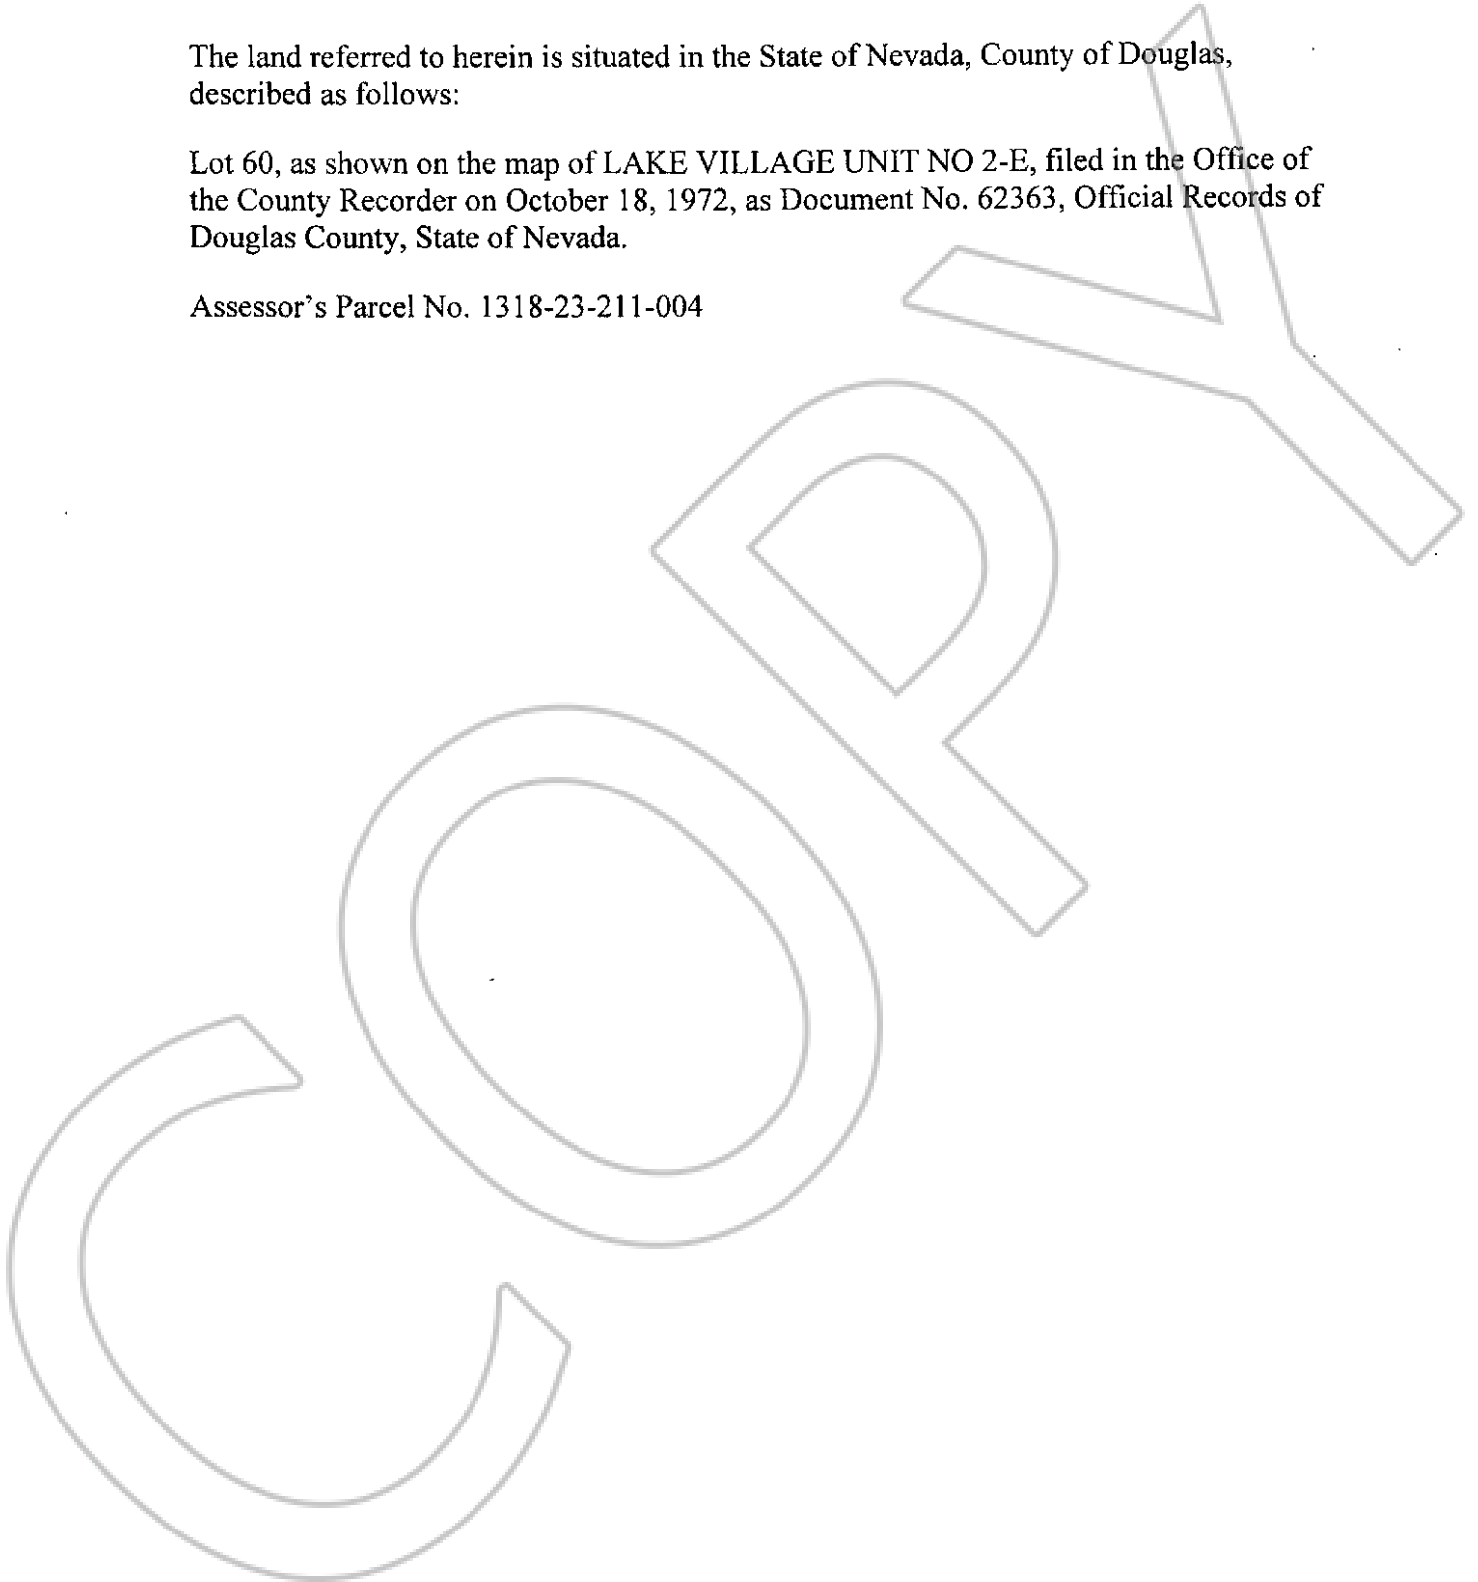 The land referred to herein is situated in the State of Nevada, County of Douglas,
described as follows:
Lot 60, as shown on the map of LAKE VILLAGE UNIT NO 2-E, filed in the Office of
the County Recorder on October 18, 1972, as Document No. 62363, Official Records of
Douglas County, State of Nevada.
Assessor's Parcel No. 1318-23-211-004
COPY